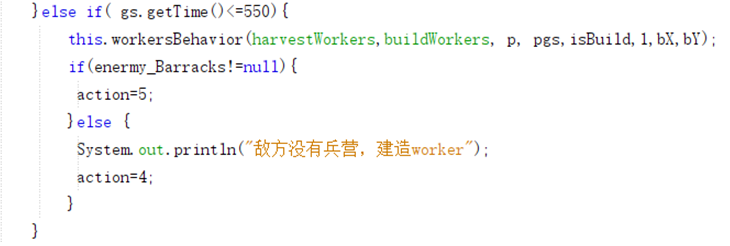 }else if( gs.getTime()<=550){
this.workersBehavior(harvestWorkers,buildWorkers, p, pgs,isBuild,1,bX,bY);
if(enermy_Barracks!=null){
action=5;
}else {
System.out.println("敌方没有兵营，建造worker");
action=4;
}
}